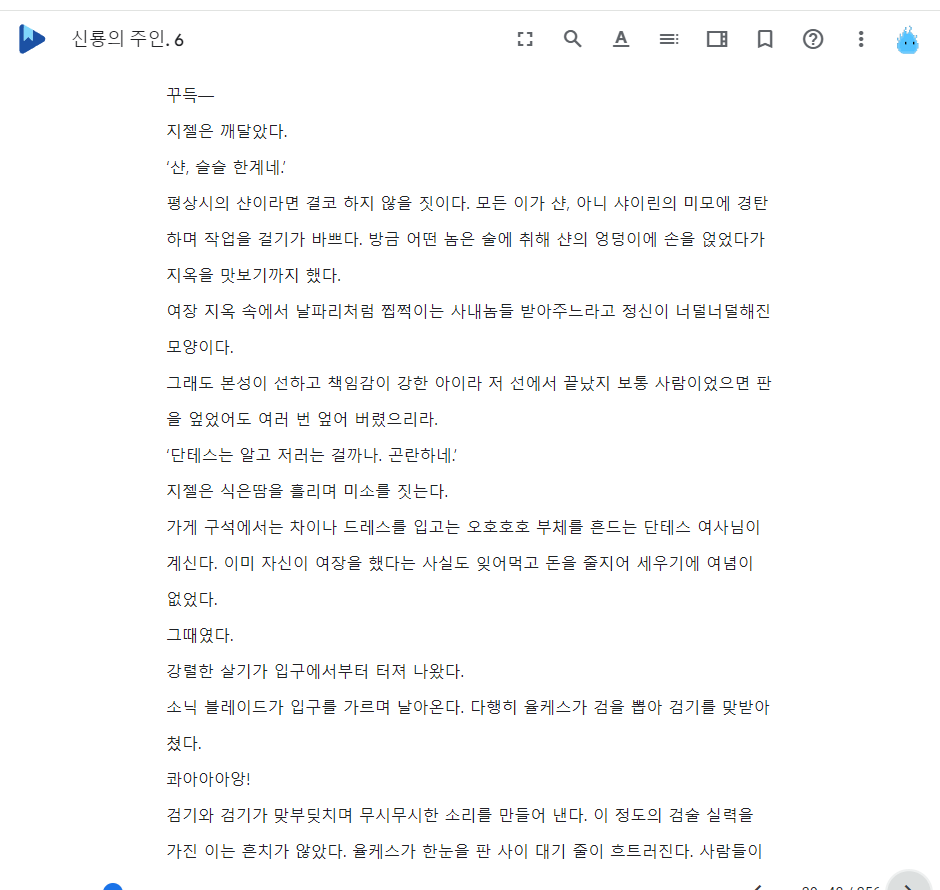 신룡의 주인. 6
꾸득—
지젤은 깨달았다.
‘샨, 슬슬 한계네.’
평상시의 샨이라면 결코 하지 않을 짓이다. 모든 이가 샨, 아니 샤이린의 미모에 경탄
하며 작업을 걸기가 바쁘다. 방금 어떤 놈은 술에 취해 샨의 엉덩이에 손을 얹었다가
지옥을 맛보기까지 했다.
여장 지옥 속에서 날파리처럼 찝쩍이는 사내놈들 받아주느라고 정신이 너덜너덜해진
모양이다.
그래도 본성이 선하고 책임감이 강한 아이라 저 선에서 끝났지 보통 사람이었으면 판
을 엎었어도 여러 번 엎어 버렸으리라.
‘단테스는 알고 저러는 걸까나. 곤란하네.’
지젤은 식은땀을 흘리며 미소를 짓는다.
가게 구석에서는 차이나 드레스를 입고는 오호호호 부체를 흔드는 단테스 여사님이
계신다. 이미 자신이 여장을 했다는 사실도 잊어먹고 돈을 줄지어 세우기에 여념이
없었다.
그때였다.
강렬한 살기가 입구에서부터 터져 나왔다.
소닉 블레이드가 입구를 가르며 날아온다. 다행히 율케스가 검을 뽑아 검기를 맞받아
쳤다.
콰아아아앙!
검기와 검기가 맞부딪치며 무시무시한 소리를 만들어 낸다. 이 정도의 검술 실력을
가진 이는 흔치가 않았다. 율케스가 한눈을 판 사이 대기 줄이 흐트러진다. 사람들이